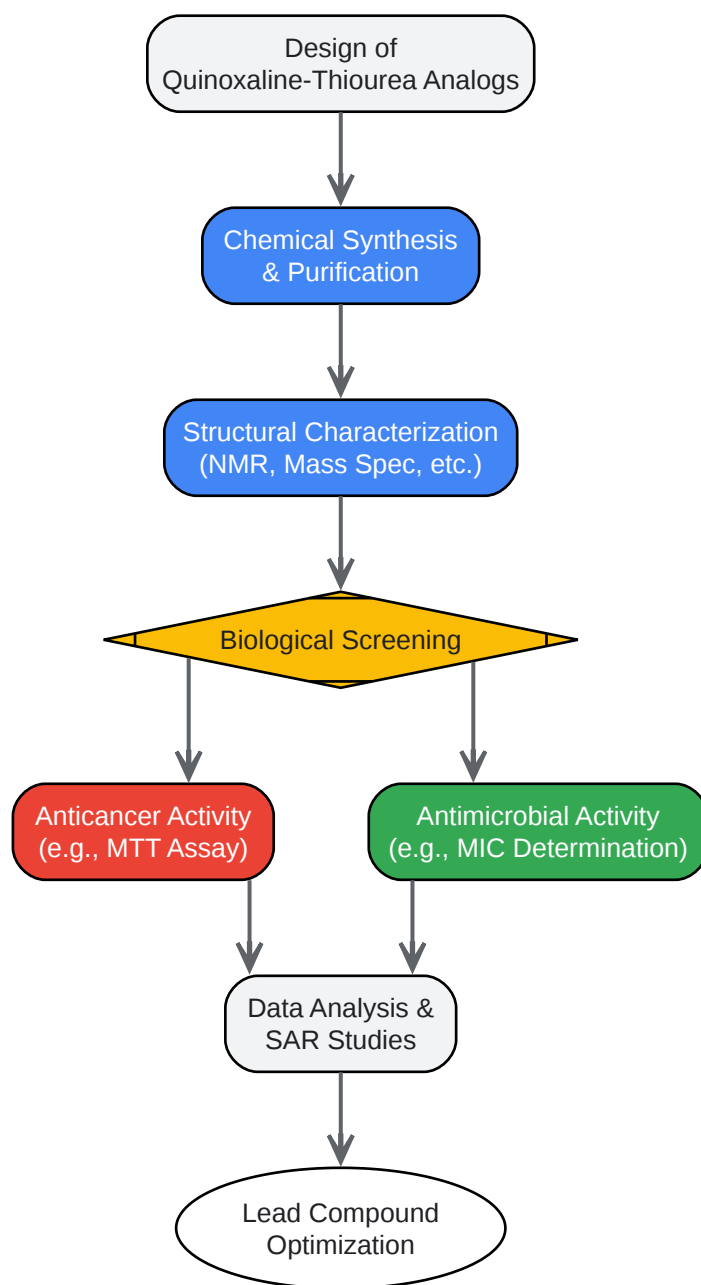 Design of
Quinoxaline-Thiourea Analogs
Chemical Synthesis
& Purification
Structural Characterization
(NMR, Mass Spec, etc.)
Biological Screening
Anticancer Activity
(e.g., MTT Assay)
Antimicrobial Activity
(e.g., MIC Determination)
Data Analysis &
SAR Studies
Lead Compound
Optimization